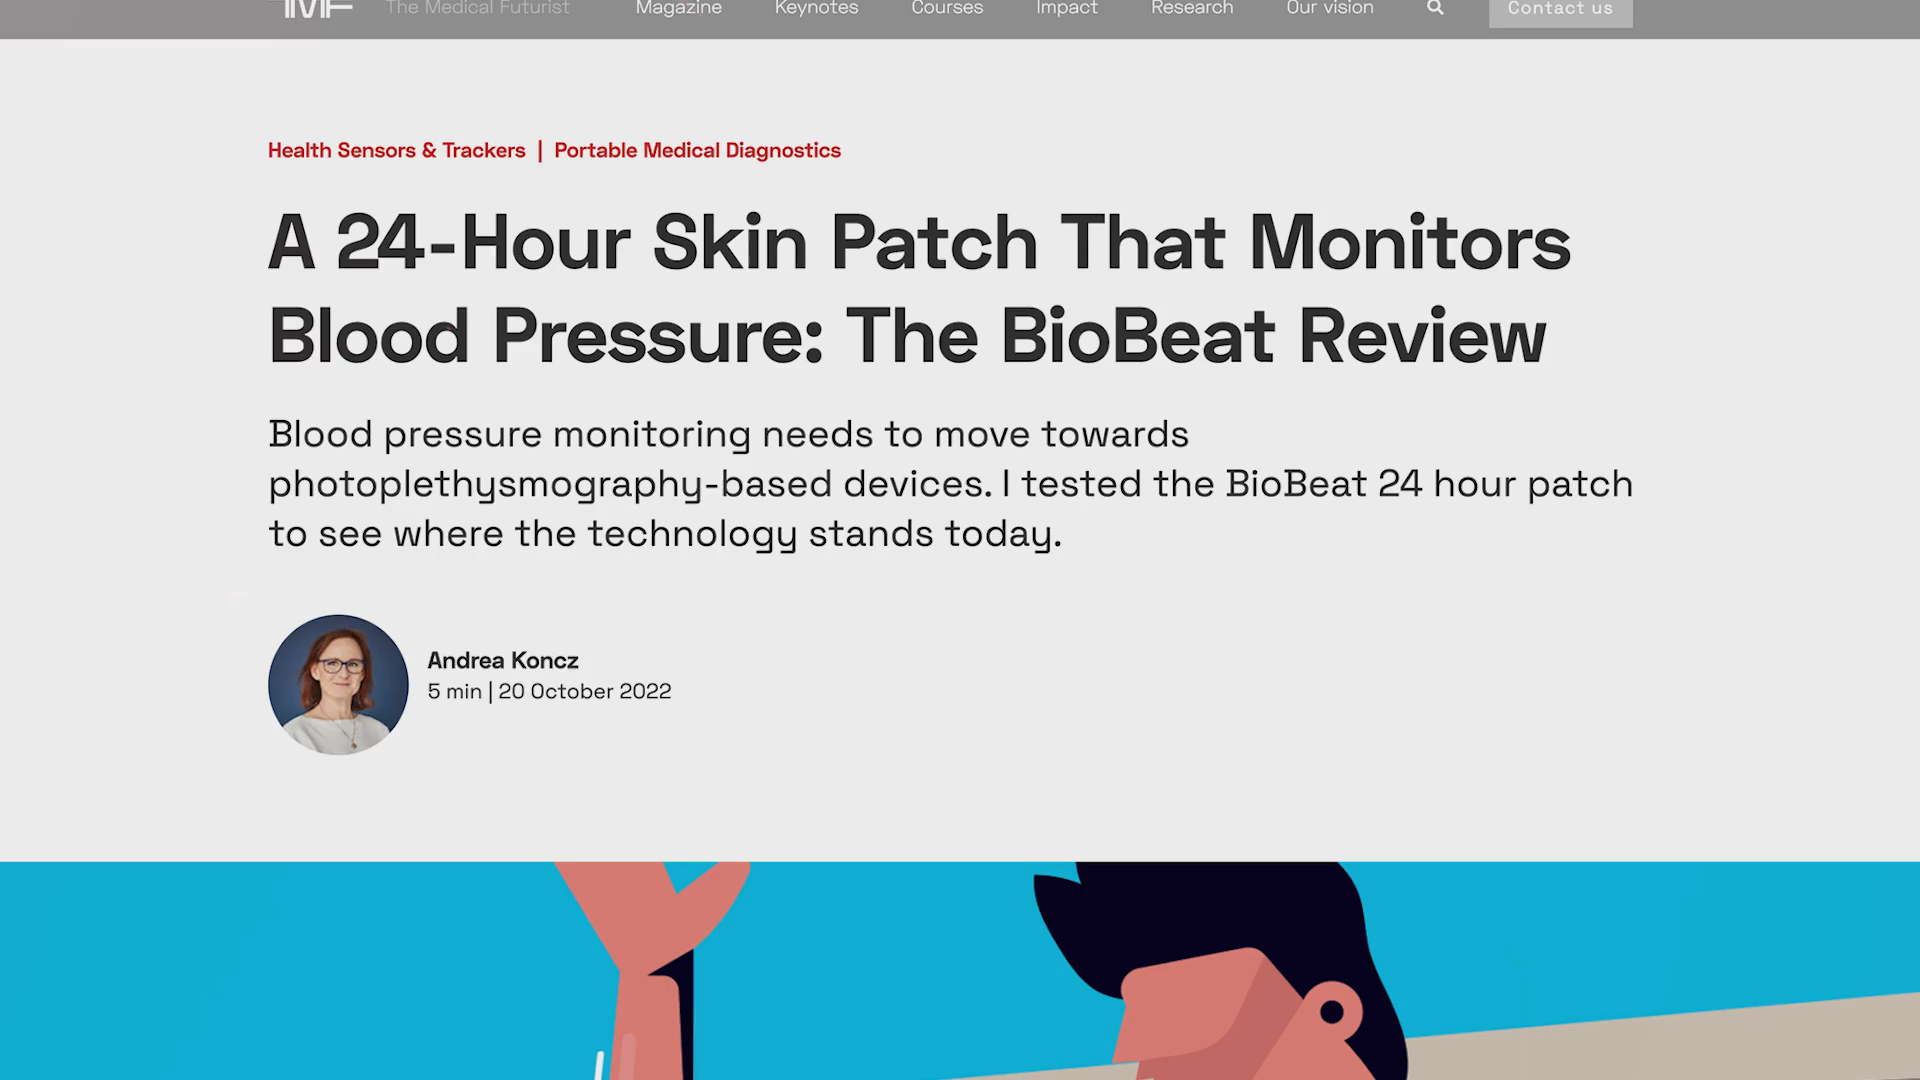 TMF The Medical Futurist Magazine Keynotes Courses Impact Research Our vision Contact us
Health Sensors & Trackers | Portable Medical Diagnostics
A 24-Hour Skin Patch That Monitors
Blood Pressure: The BioBeat Review
Blood pressure monitoring needs to move towards
photoplethysmography-based devices. I tested the BioBeat 24 hour patch
to see where the technology stands today.
Andrea Koncz
5 min | 20 October 2022